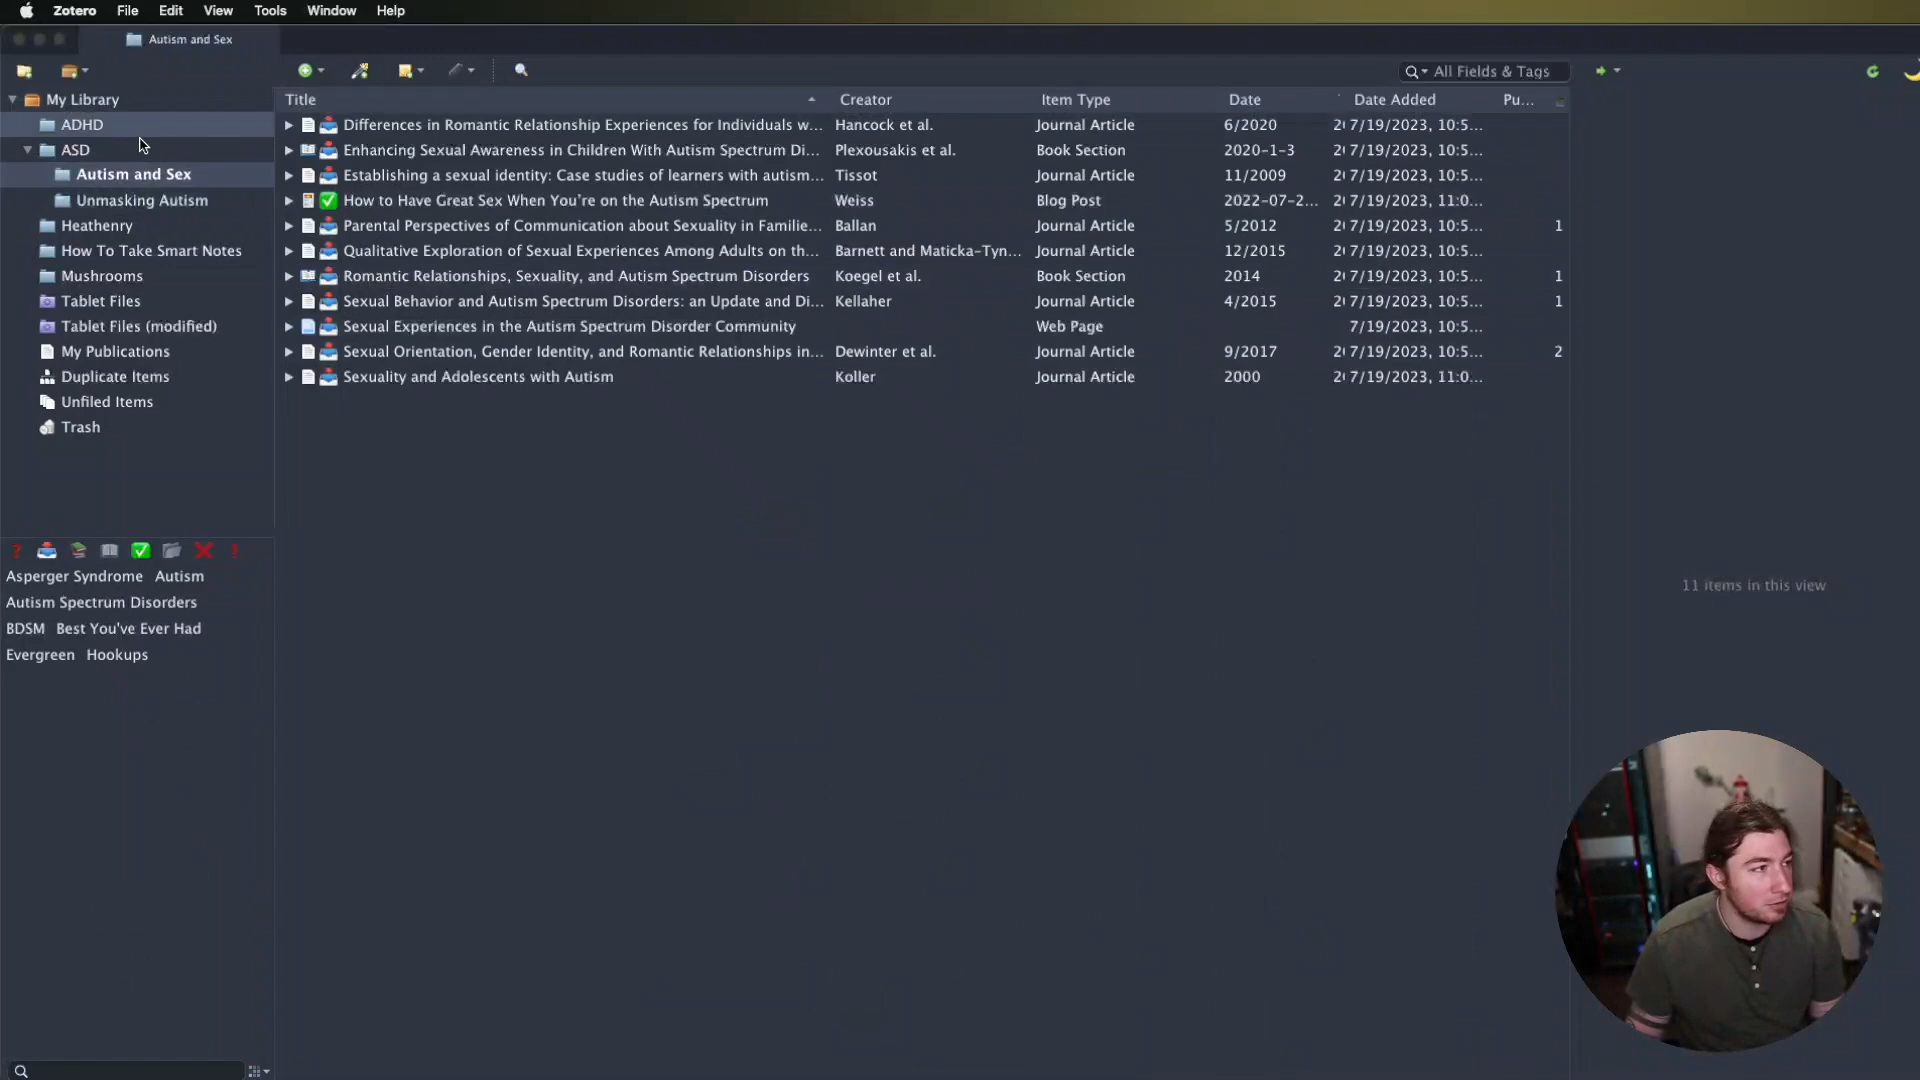 Zotero File Edit View Tools Window Help
Autism and Sex
All Fields & Tags
My Library
ADHD
ASD
Autism and Sex
Unmasking Autism
Heathenry
How To Take Smart Notes
Mushrooms
Tablet Files
Tablet Files (modified)
My Publications
Duplicate Items
Unfiled Items
Trash
Title Creator Item Type Date Date Added Pu...
Differences in Romantic Relationship Experiences for Individuals w... Hancock et al. Journal Article 6/2020 7/19/2023, 10:5...
Enhancing Sexual Awareness in Children With Autism Spectrum Di... Plexousakis et al. Book Section 2020-1-3 7/19/2023, 10:5...
Establishing a sexual identity: Case studies of learners with autism... Tissot Journal Article 11/2009 7/19/2023, 10:5...
How to Have Great Sex When You're on the Autism Spectrum Weiss Blog Post 2022-07-2... 7/19/2023, 11:0...
Parental Perspectives of Communication about Sexuality in Familie... Ballan Journal Article 5/2012 7/19/2023, 10:5... 1
Qualitative Exploration of Sexual Experiences Among Adults on th... Barnett and Maticka-Tyn... Journal Article 12/2015 7/19/2023, 10:5...
Romantic Relationships, Sexuality, and Autism Spectrum Disorders Koegel et al. Book Section 2014 7/19/2023, 10:5... 1
Sexual Behavior and Autism Spectrum Disorders: an Update and Di... Kellaher Journal Article 4/2015 7/19/2023, 10:5... 1
Sexual Experiences in the Autism Spectrum Disorder Community Web Page 7/19/2023, 10:5...
Sexual Orientation, Gender Identity, and Romantic Relationships in... Dewinter et al. Journal Article 9/2017 7/19/2023, 10:5... 2
Sexuality and Adolescents with Autism Koller Journal Article 2000 7/19/2023, 11:0...
Asperger Syndrome Autism
Autism Spectrum Disorders
BDSM Best You've Ever Had
Evergreen Hookups
11 items in this view